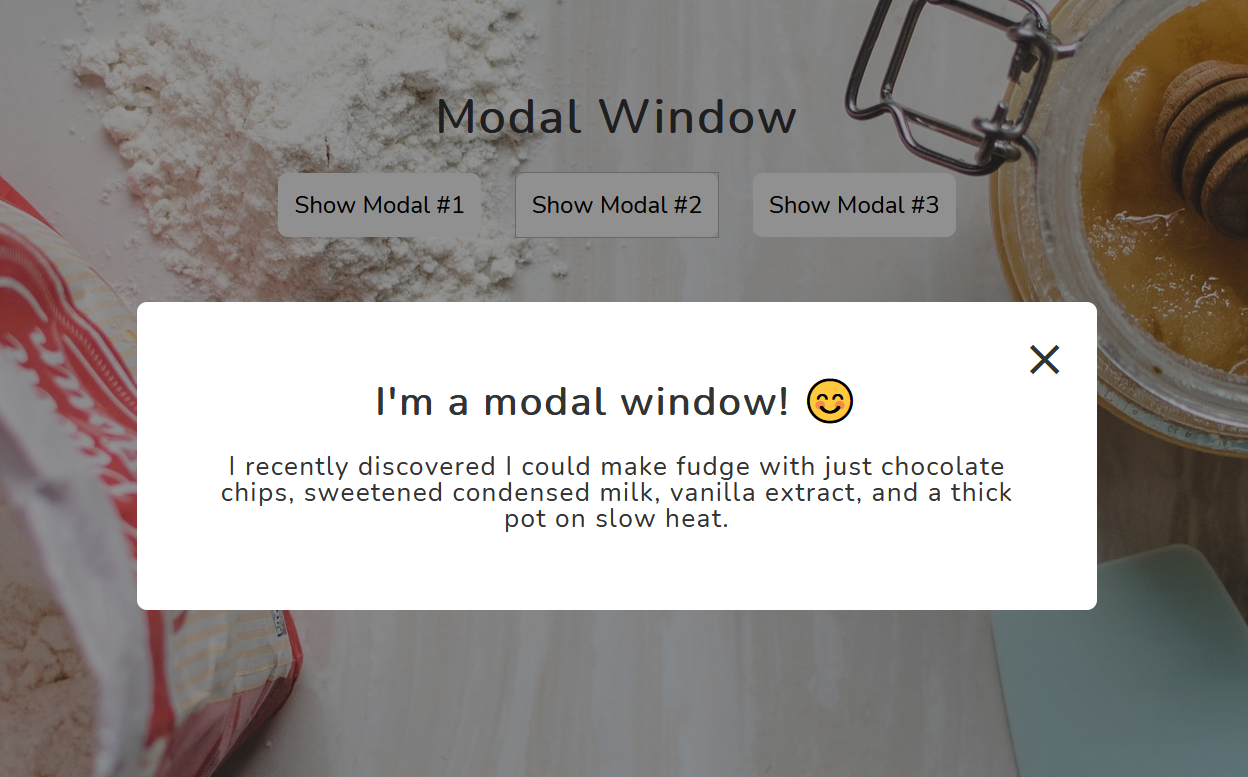 Modal Window
Show Modal #1 Show Modal #2 Show Modal #3
I'm a modal window! 😊
I recently discovered I could make fudge with just chocolate
chips, sweetened condensed milk, vanilla extract, and a thick
pot on slow heat.